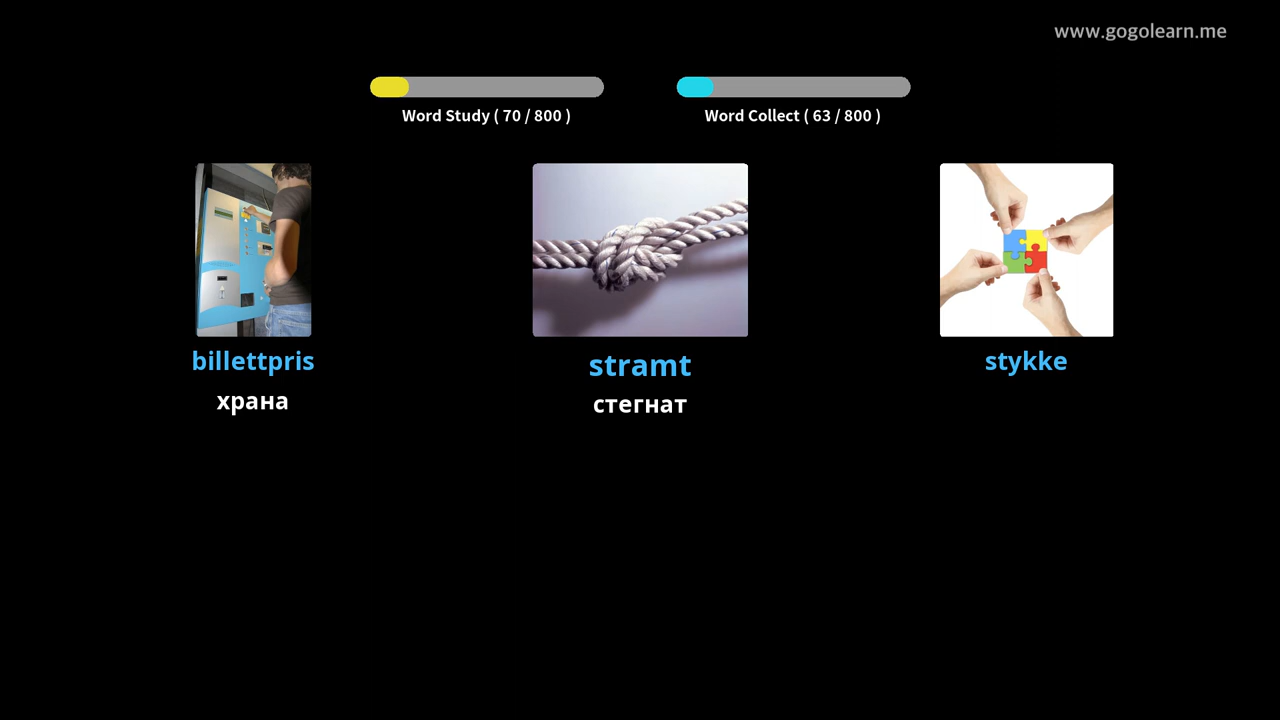 www.gogolearn.me
Word Study ( 70 / 800 )
Word Collect ( 63 / 800 )
billettpris
храна
stramt
стегнат
stykke